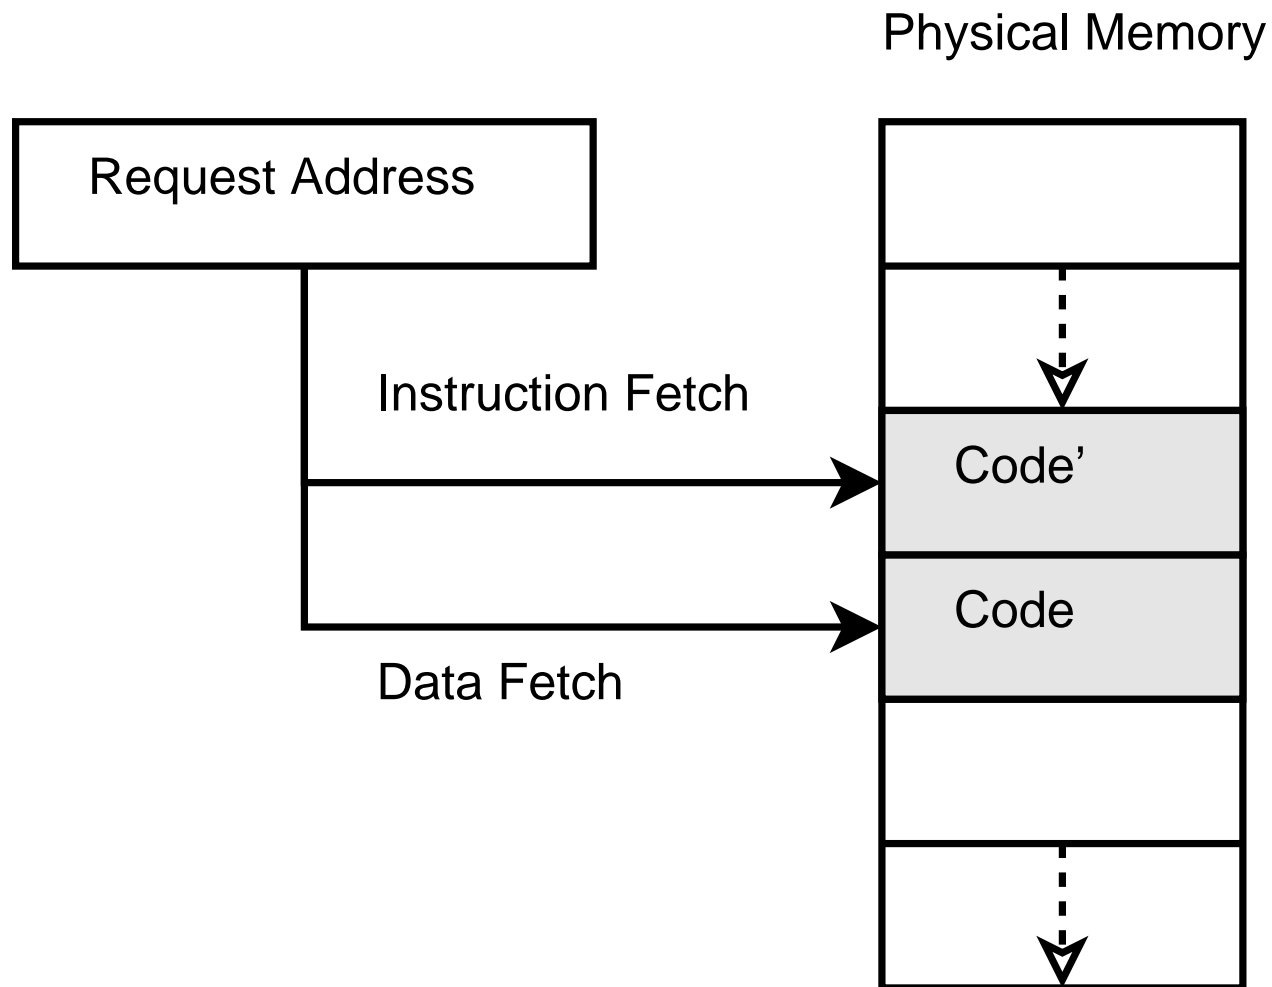 Physical Memory
Request Address
Instruction Fetch
Code’
Code
Data Fetch